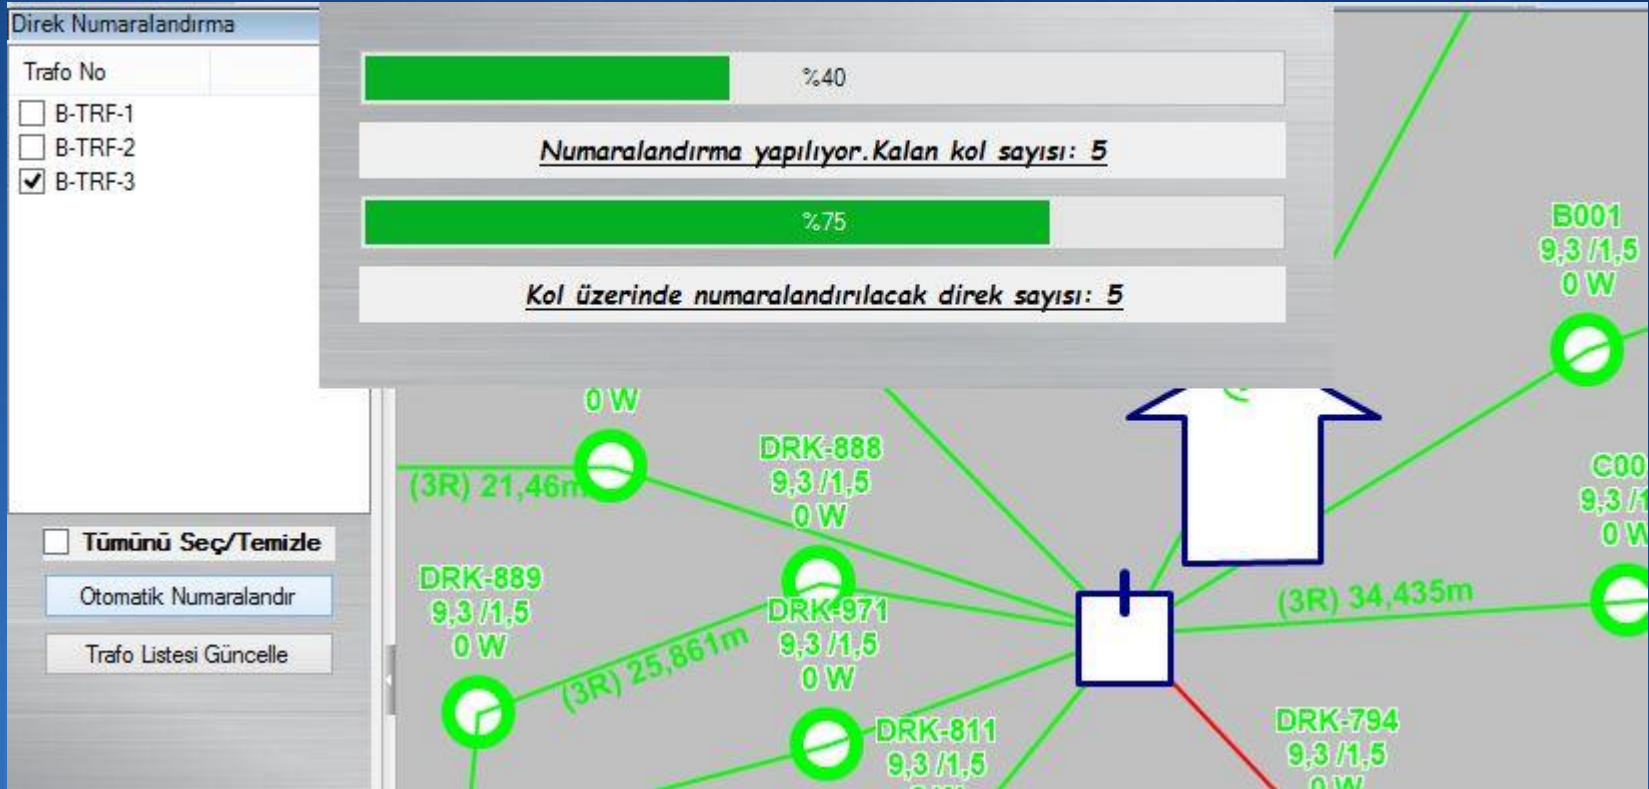 Direk Numaralandırma
Trafo No
B-TRF-1
B-TRF-2
B-TRF-3
%40
Numaralandırma yapılıyor.Kalan kol sayısı: 5
%75
Kol üzerinde numaralandırılacak direk sayısı: 5
Tümünü Seç/Temizle
Otomatik Numaralandır
Trafo Listesi Güncelle
B001
9,3 /1,5
0 W
0 W
(3R) 21,46m
DRK-888
9,3 /1,5
0 W
C00
9,3 /1
0 W
DRK-889
9,3 /1,5
0 W
(3R) 25,861m
DRK-971
9,3 /1,5
0 W
(3R) 34,435m
DRK-811
9,3 /1,5
DRK-794
9,3 /1,5
0 W